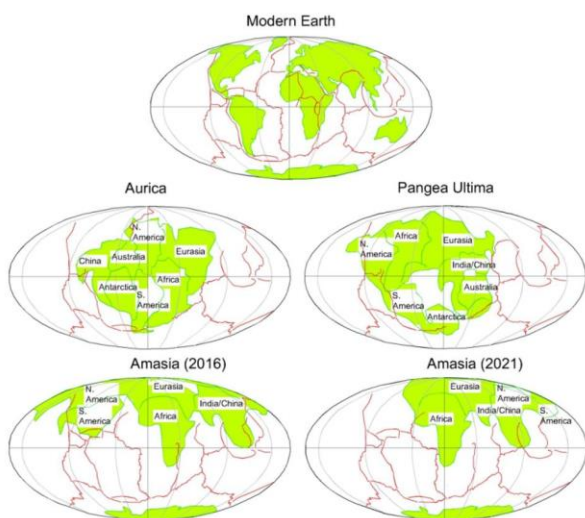 Modern Earth
Aurica
N.
America
Eurasia
China
Australia
Africa
Antarctica
S.
America
Pangea Ultima
Africa
Eurasia
N.
America
India/China
Australia
S.
America
Antarctica
Amasia (2016)
N.
America
Eurasia
S.
America
Africa
India/China
Amasia (2021)
Eurasia
N.
America
Africa
India/China
S.
America